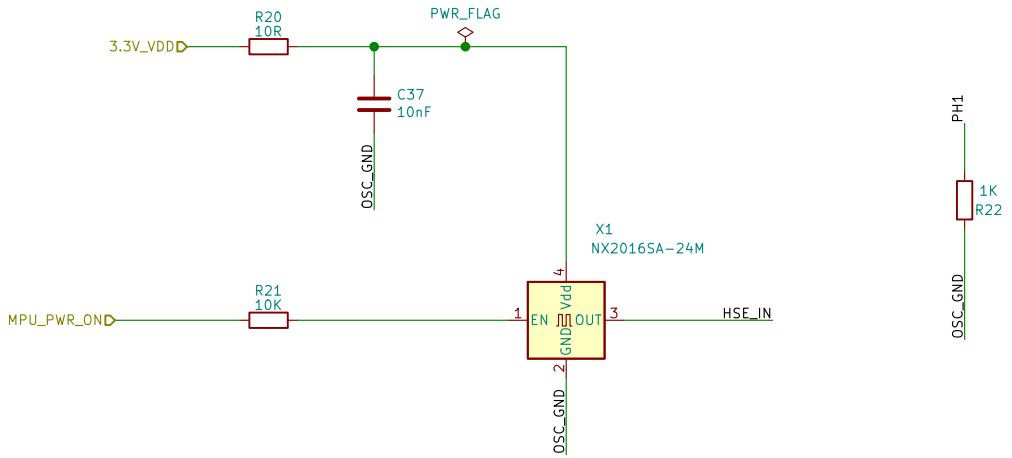 PWR_FLAG
R20
10R
3.3V_VDD
C37
10nF
OSC_GND
PH1
1K
R22
OSC_GND
X1
NX2016SA-24M
R21
10K
MPU_PWR_ON
4
Vdd
1
EN
OUT
3
GND
2
HSE_IN
OSC_GND